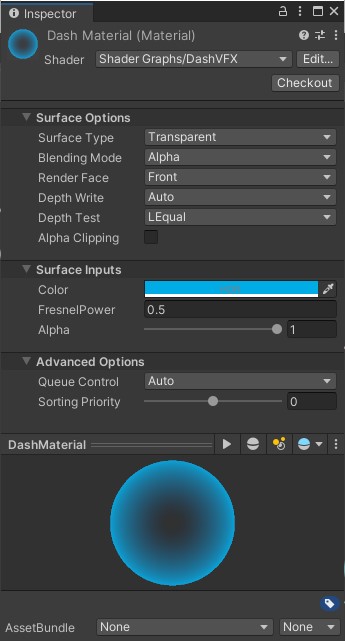 Inspector
Dash Material (Material)
Shader Shader Graphs/DashVFX Edit...
Checkout
Surface Options
Surface Type Transparent
Blending Mode Alpha
Render Face Front
Depth Write Auto
Depth Test LEqual
Alpha Clipping
Surface Inputs
Color
FresnelPower 0.5
Alpha 1
Advanced Options
Queue Control Auto
Sorting Priority 0
DashMaterial
AssetBundle None None